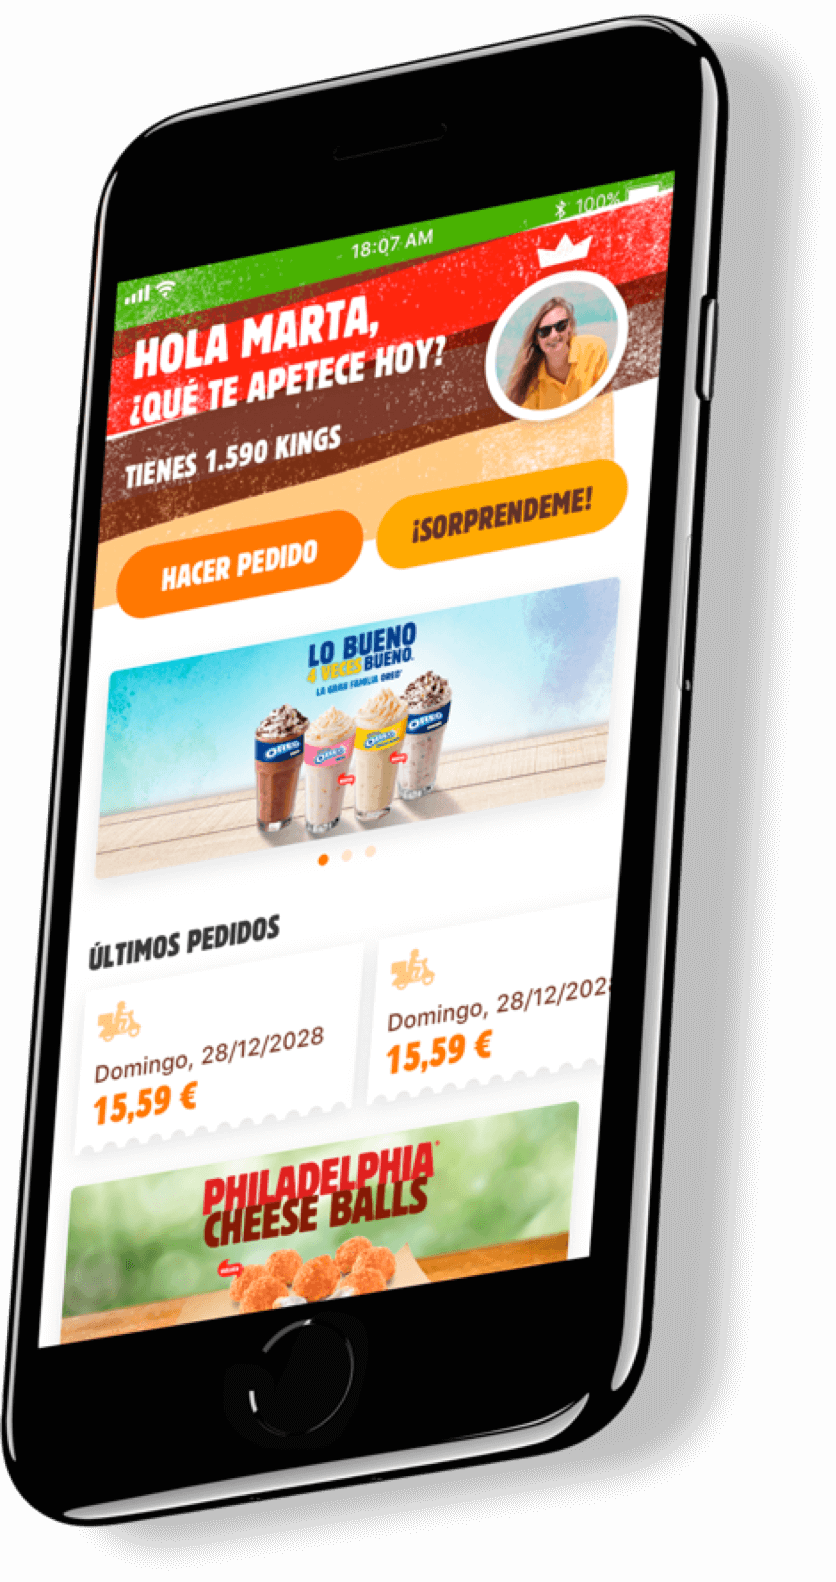 18:07 AM
100%
HOLA MARTA,
¿QUÉ TE APETECE HOY?
TIENES 1.590 KINGS
HACER PEDIDO
¡SORPRENDEME!
LO BUENO
4 VECES BUENO.
LA GRAN FAMILIA OREO
OREO
OREO
OREO
OREO
ÚLTIMOS PEDIDOS
Domingo, 28/12/2028
15,59 €
Domingo, 28/12/202
15,59 €
PHILADELPHIA
CHEESE BALLS